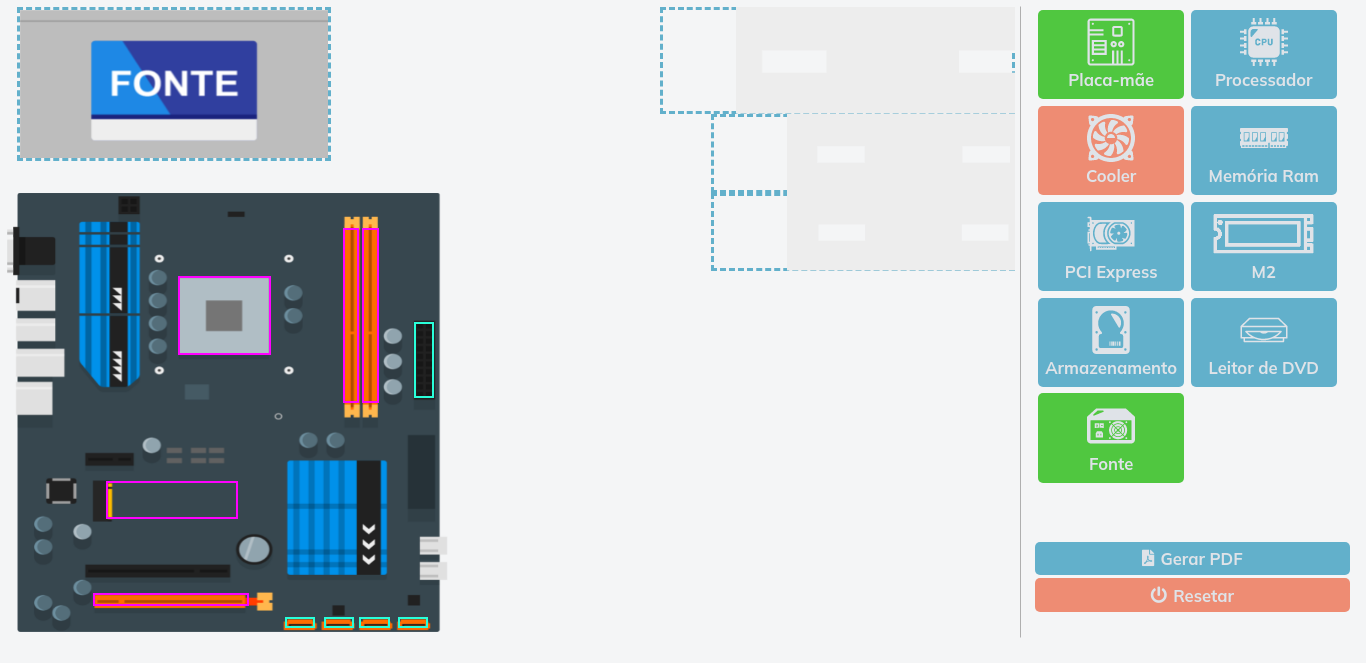 FONTE
Placa-mãe
Processador
CPU
Cooler
Memória Ram
PCI Express
M2
Armazenamento
Leitor de DVD
Fonte
Gerar PDF
Resetar